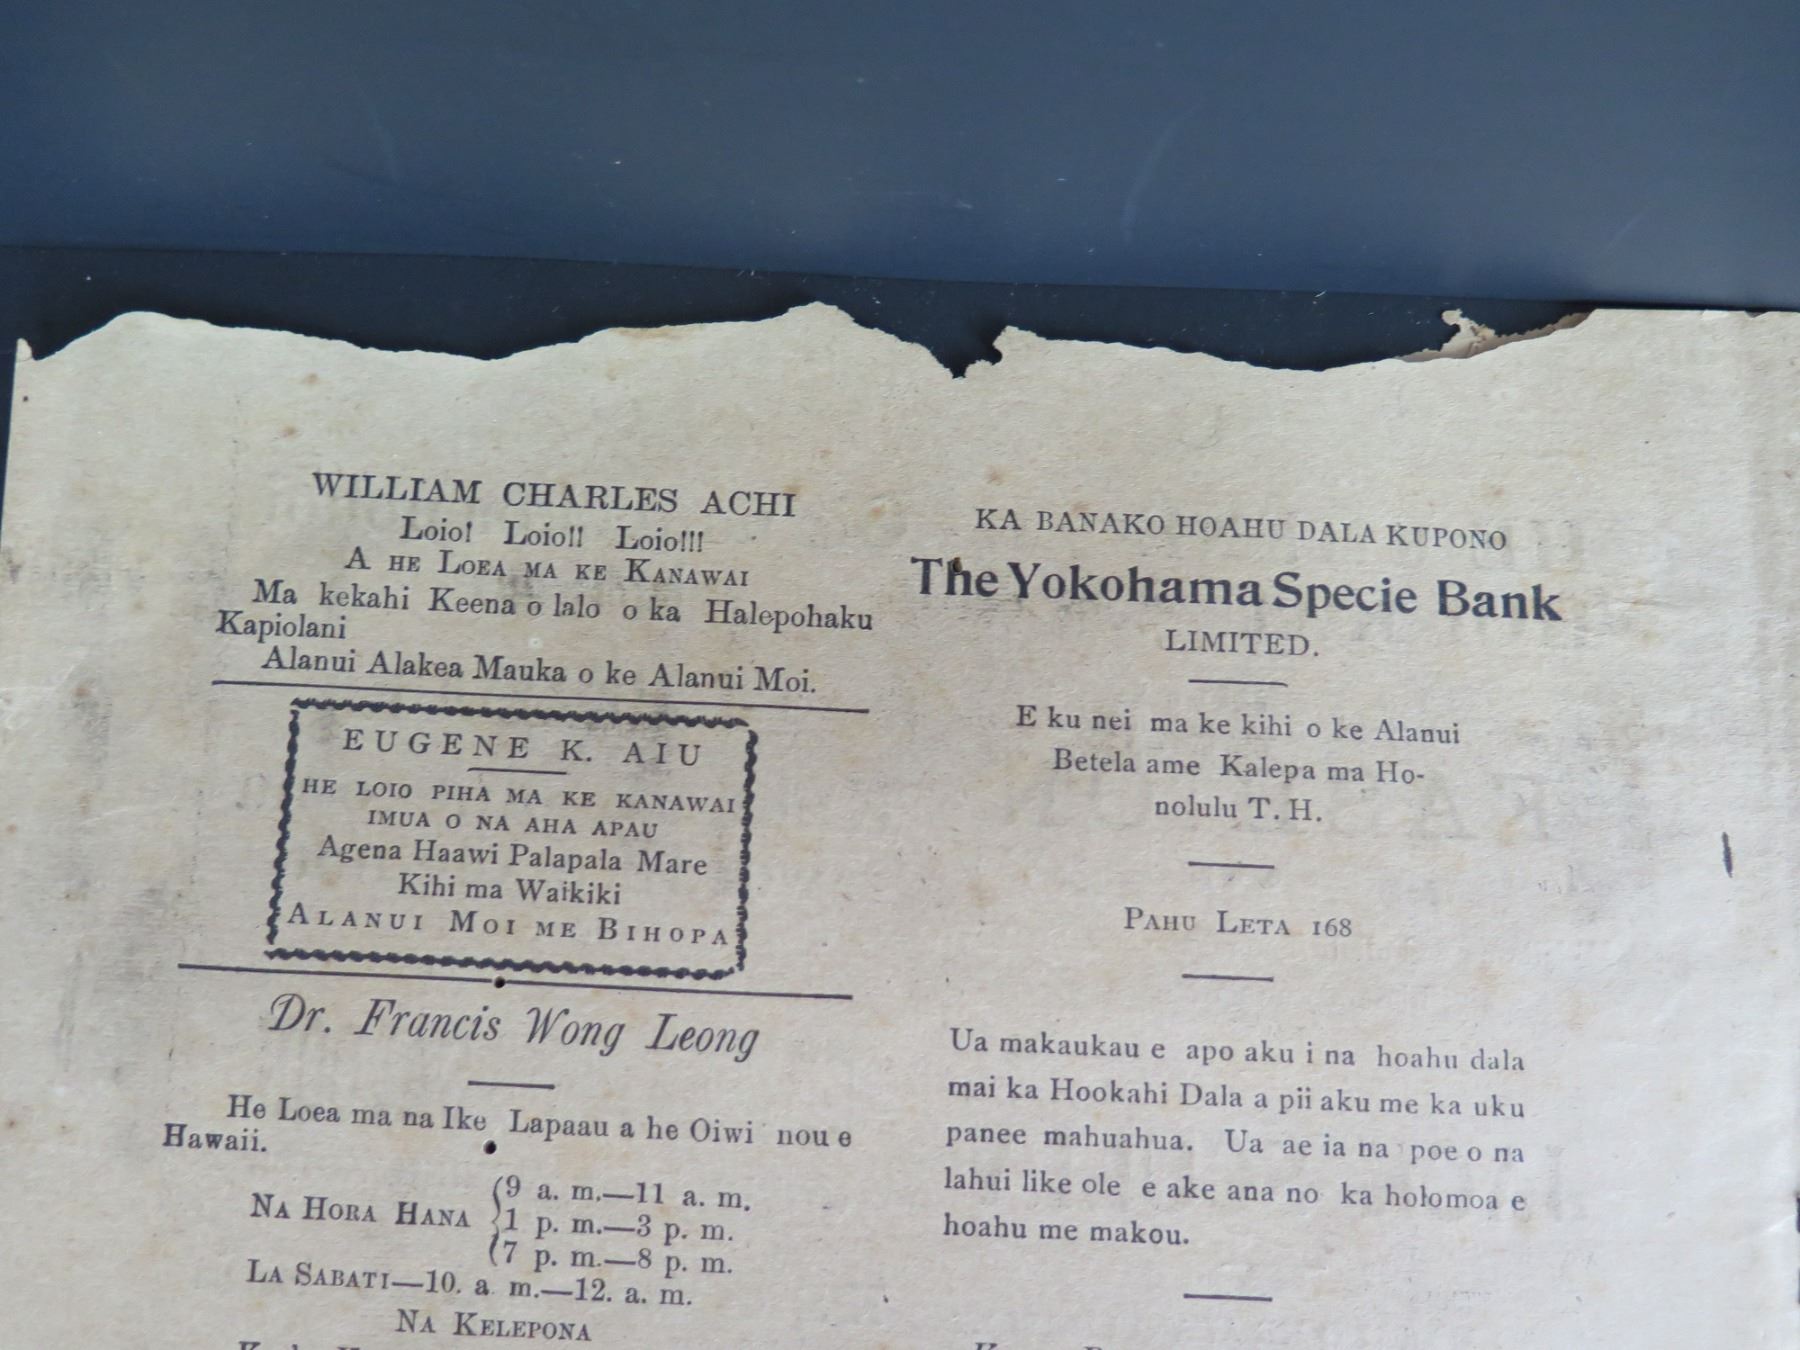 WILLIAM CHARLES ACHI
Loio! Loio!! Loio!!!
A HE LOEA MA KE KANAWAI
Ma kekahi Keena o lalo o ka Halepohaku
Kapiolani
Alanui Alakea Mauka o ke Alanui Moi.
EUGENE K. AIU
HE LOIO PIHA MA KE KANAWAI
IMUA O NA AHA APAU
Agena Haawi Palapala Mare
Kihi ma Waikiki
ALANUI MOI ME BIHOPA
Dr. Francis Wong Leong
He Loea ma na Ike Lapaau a he Oiwi nou e
Hawaii.
NA HORA HANA
9 a. m.—11 a. m.
1 p. m.—3 p. m.
7 p. m.—8 p. m.
LA SABATI—10. a m.—12. a. m.
NA KELEPONA
KA BANAKO HOAHU DALA KUPONO
The Yokohama Specie Bank
LIMITED.
E ku nei ma ke kihi o ke Alanui
Betela ame Kalepa ma Ho-
nolulu T. H.
PAHU LETA 168
Ua makaukau e apo aku i na hoahu dala
mai ka Hookahi Dala a pii aku me ka uku
panee mahuahua. Ua ae ia na poe o na
lahui like ole e ake ana no ka holomoa e
hoahu me makou.